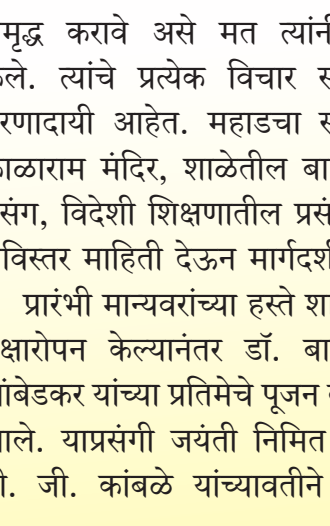 मृद्ध करावे असे मत त्यांनी
ले. त्यांचे प्रत्येक विचार स
रणादायी आहेत. महाडचा स
ाळाराम मंदिर, शाळेतील बा
संग, विदेशी शिक्षणातील प्रसं
विस्तर माहिती देऊन मार्गदर्श
प्रारंभी मान्यवरांच्या हस्ते शा
क्षारोपन केल्यानंतर डॉ. बा
ांबेडकर यांच्या प्रतिमेचे पूजन
ाले. याप्रसंगी जयंती निमित
ी. जी. कांबळे यांच्यावतीने